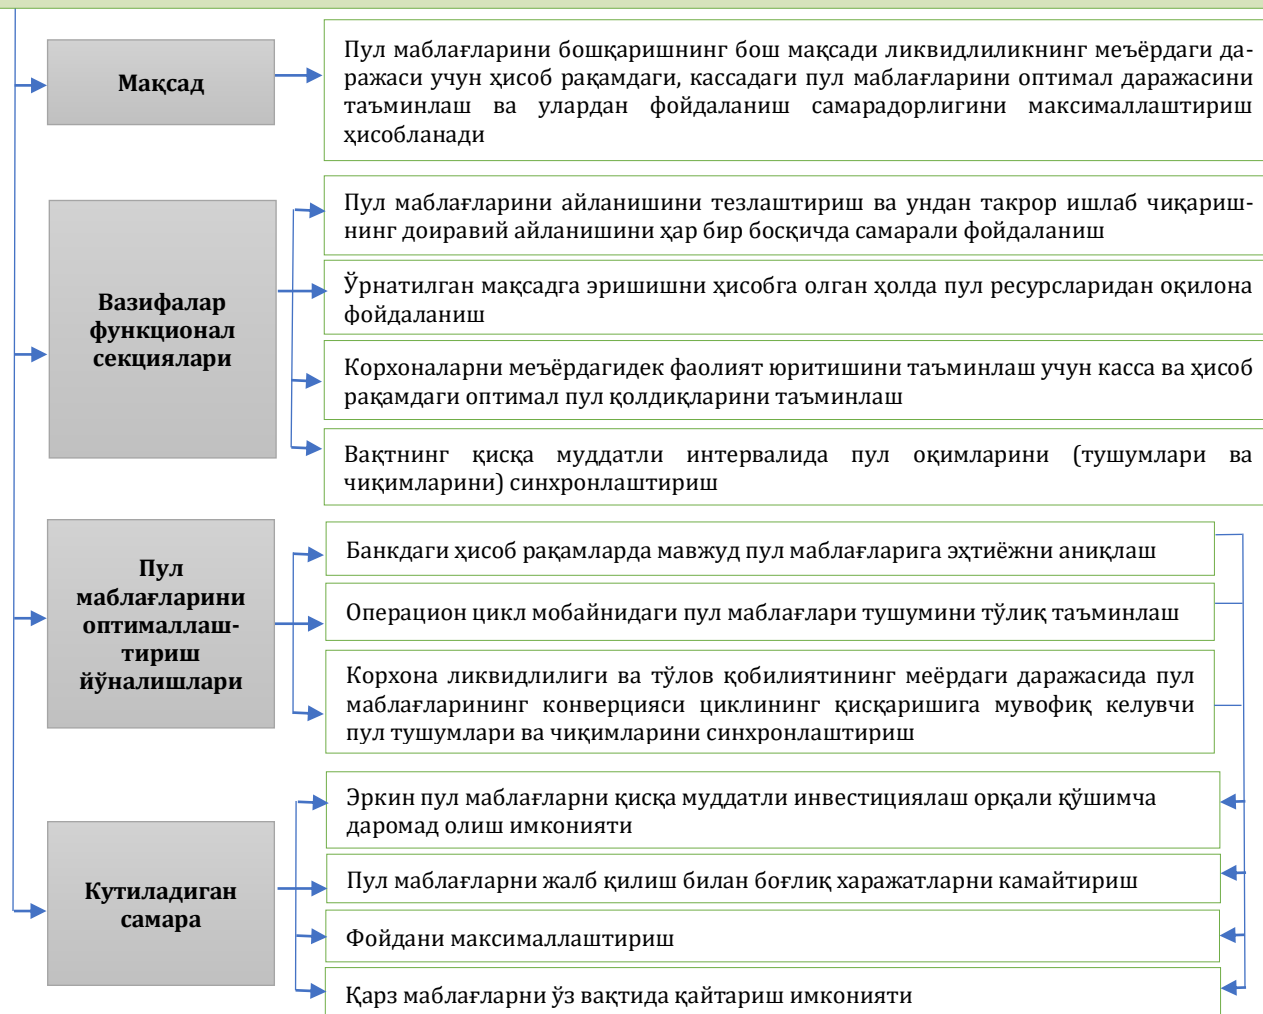 Мақсад
Пул маблағларини бошқаришнинг бош мақсади ликвидлиликнинг меъёрдаги да-
ражаси учун ҳисоб рақамдаги, кассадаги пул маблағларини оптимал даражасини
таъминлаш ва улардан фойдаланиш самарадорлигини максималлаштириш
ҳисобланади
Вазифалар
функционал
секциялари
Пул маблағларини айланишини тезлаштириш ва ундан такрор ишлаб чиқариш-
нинг доиравий айланишини ҳар бир босқичда самарали фойдаланиш
Ўрнатилган мақсадга эришишни ҳисобга олган ҳолда пул ресурсларидан оқилона
фойдаланиш
Корхоналарни меъёрдагидек фаолият юритишини таъминлаш учун касса ва ҳисоб
рақамдаги оптимал пул қолдиқларини таъминлаш
Вақтнинг қисқа муддатли интервалида пул оқимларини (тушумлари ва
чиқимларини) синхронлаштириш
Пул
маблағларини
оптималлаш-
тириш
йўналишлари
Банкдаги ҳисоб рақамларда мавжуд пул маблағларига эҳтиёжни аниқлаш
Операцион цикл мобайнидаги пул маблағлари тушумини тўлиқ таъминлаш
Корхона ликвидлилиги ва тўлов қобилиятининг меёрдаги даражасида пул
маблағларининг конверцияси циклининг қисқаришига мувофиқ келувчи
пул тушумлари ва чиқимларини синхронлаштириш
Кутиладиган
самара
Эркин пул маблағларни қисқа муддатли инвестициялаш орқали қўшимча
даромад олиш имконияти
Пул маблағларни жалб қилиш билан боғлиқ харажатларни камайтириш
Фойдани максималлаштириш
Қарз маблағларни ўз вақтида қайтариш имконияти